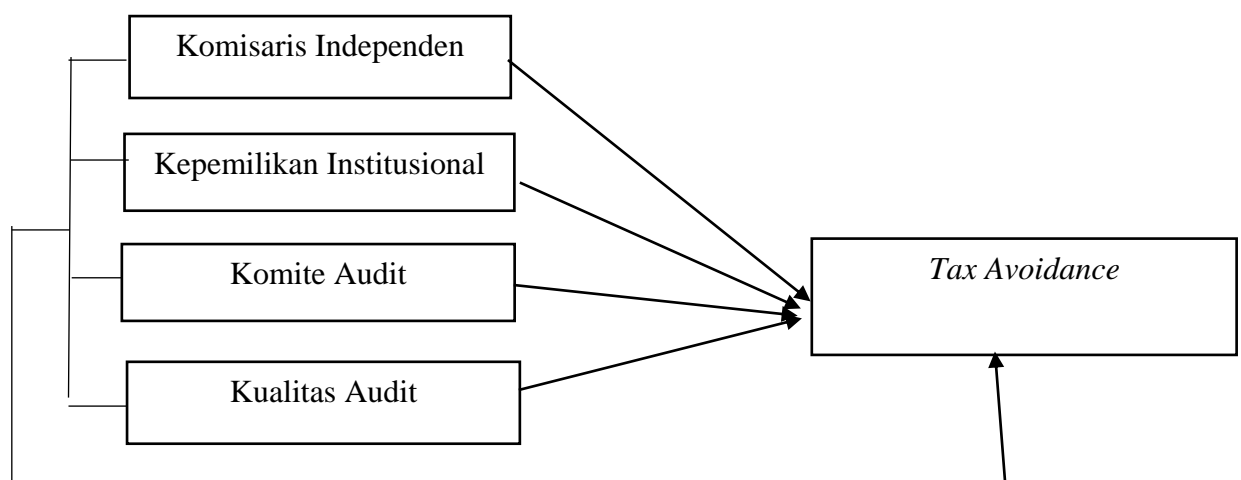 Komisaris Independen
Kepemilikan Institusional
Tax Avoidance
Komite Audit
Kualitas Audit